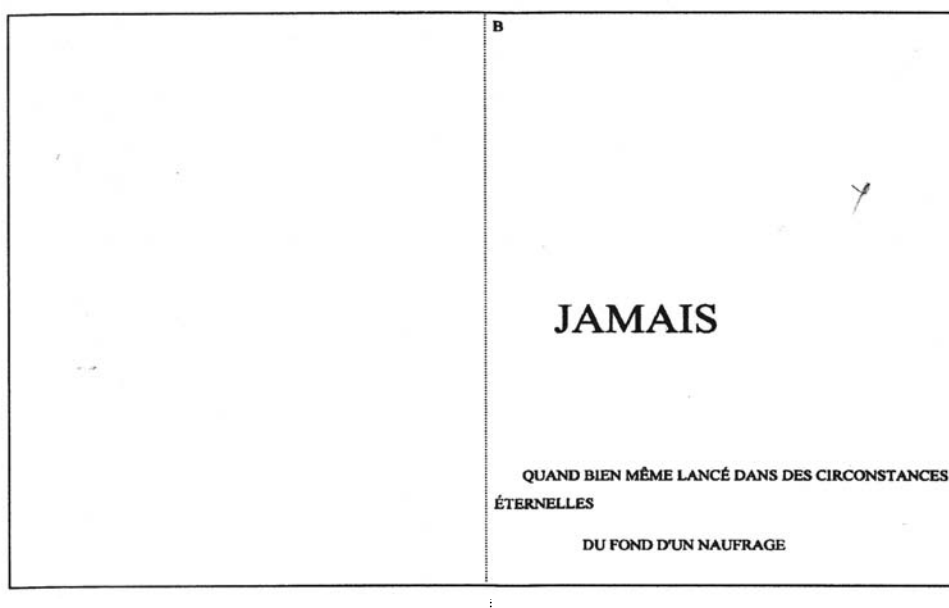 B
JAMAIS
QUAND BIEN MÊME LANCÉ DANS DES CIRCONSTANCES
ÉTERNELLES
DU FOND D'UN NAUFRAGE